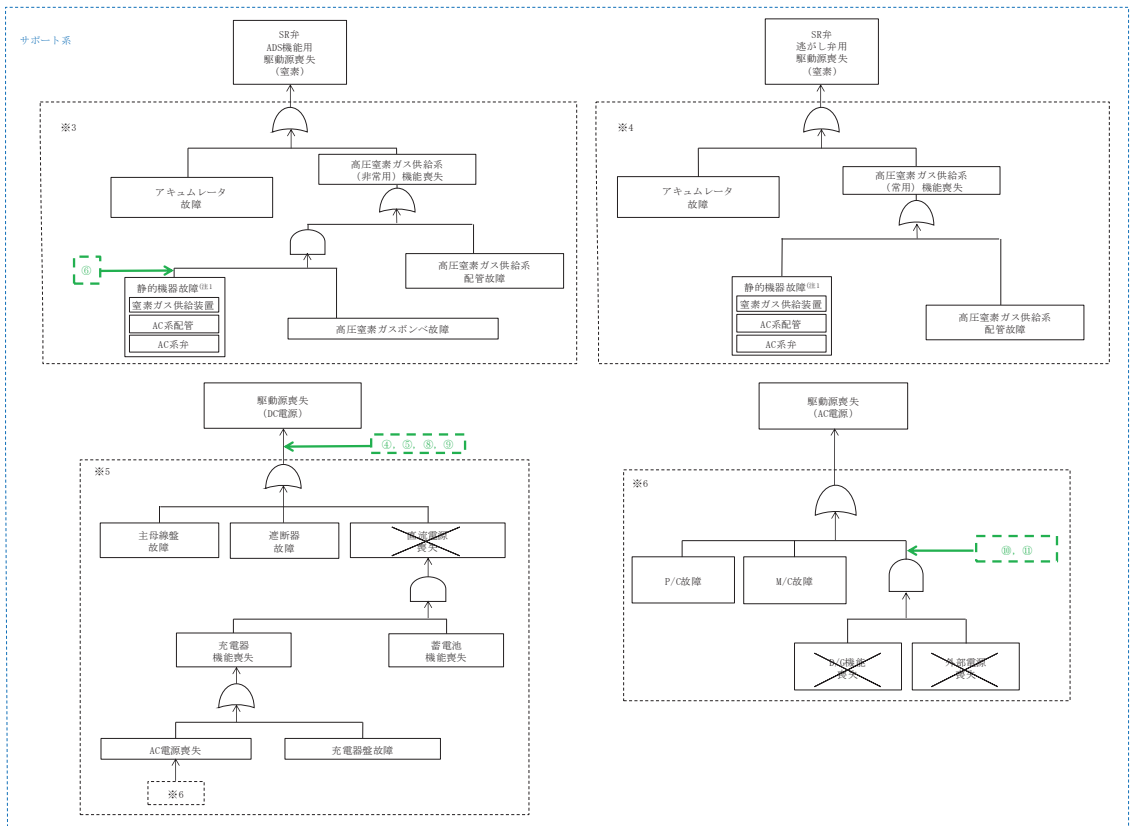 サポート系
SR弁
ADS機能用
駆動源喪失
(窒素)
※3
アキュムレータ
故障
高圧窒素ガス供給系
(非常用)機能喪失
⑥
静的機器故障(注1
窒素ガス供給装置
AC系配管
AC系弁
高圧窒素ガス供給系
配管故障
高圧窒素ガスボンベ故障
SR弁
逃がし弁用
駆動源喪失
(窒素)
※4
アキュムレータ
故障
高圧窒素ガス供給系
(常用)機能喪失
静的機器故障(注1
窒素ガス供給装置
AC系配管
AC系弁
高圧窒素ガス供給系
配管故障
駆動源喪失
(DC電源)
④, ⑤, ⑧, ⑨
※5
主母線盤
故障
遮断器
故障
直流電源
喪失
充電器
機能喪失
蓄電池
機能喪失
AC電源喪失
充電器盤故障
※6
駆動源喪失
(AC電源)
※6
P/C故障
M/C故障
⑩, ⑪
D/G機能
喪失
外部電源
喪失